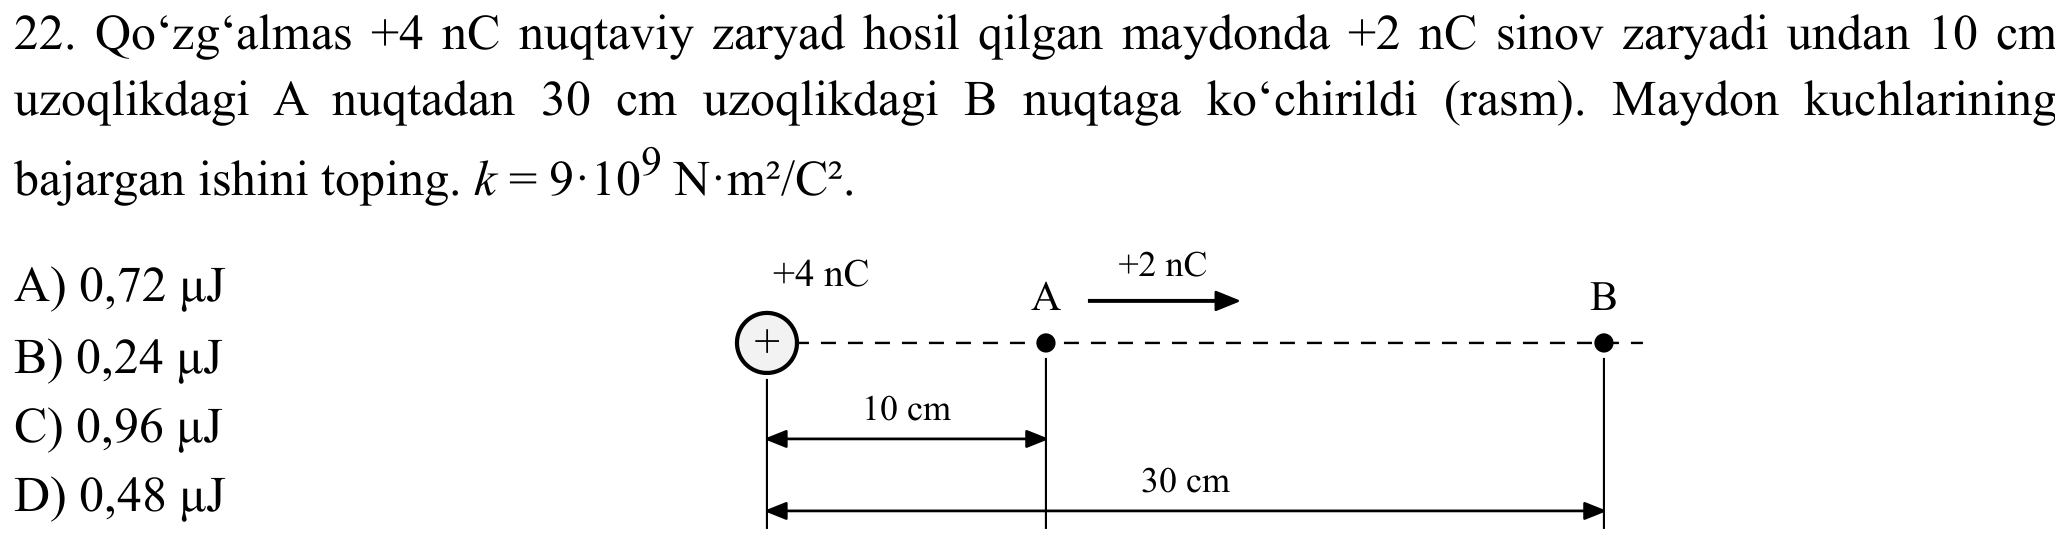 22. Qo‘zg‘almas +4 nC nuqtaviy zaryad hosil qilgan maydonda +2 nC sinov zaryadi undan 10 cm
uzoqlikdagi A nuqtadan 30 cm uzoqlikdagi B nuqtaga ko‘chirildi (rasm). Maydon kuchlarining
bajargan ishini toping. k = 9·10⁹ N·m²/C².
A) 0,72 μJ
B) 0,24 μJ
C) 0,96 μJ
D) 0,48 μJ
+4 nC
+2 nC
A
B
+
10 cm
30 cm